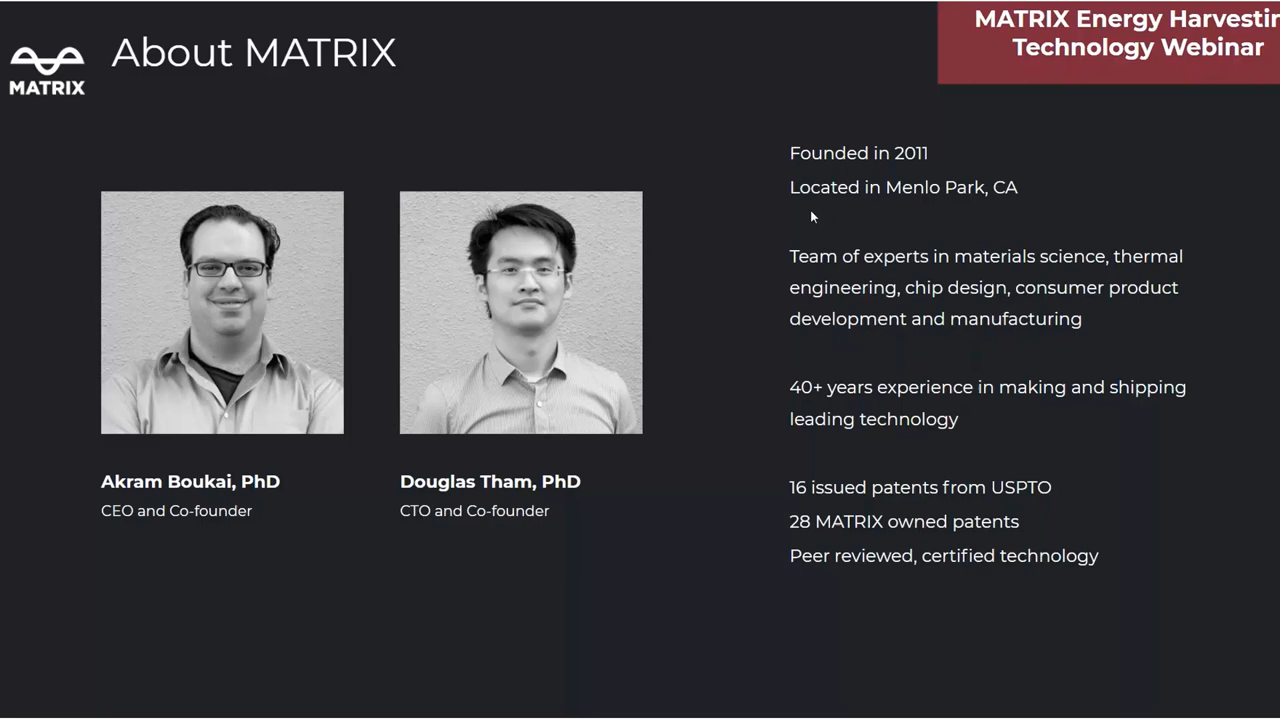 MATRIX Energy Harvestin
Technology Webinar
MATRIX
About MATRIX
Akram Boukai, PhD
CEO and Co-founder
Douglas Tham, PhD
CTO and Co-founder
Founded in 2011
Located in Menlo Park, CA
Team of experts in materials science, thermal
engineering, chip design, consumer product
development and manufacturing
40+ years experience in making and shipping
leading technology
16 issued patents from USPTO
28 MATRIX owned patents
Peer reviewed, certified technology